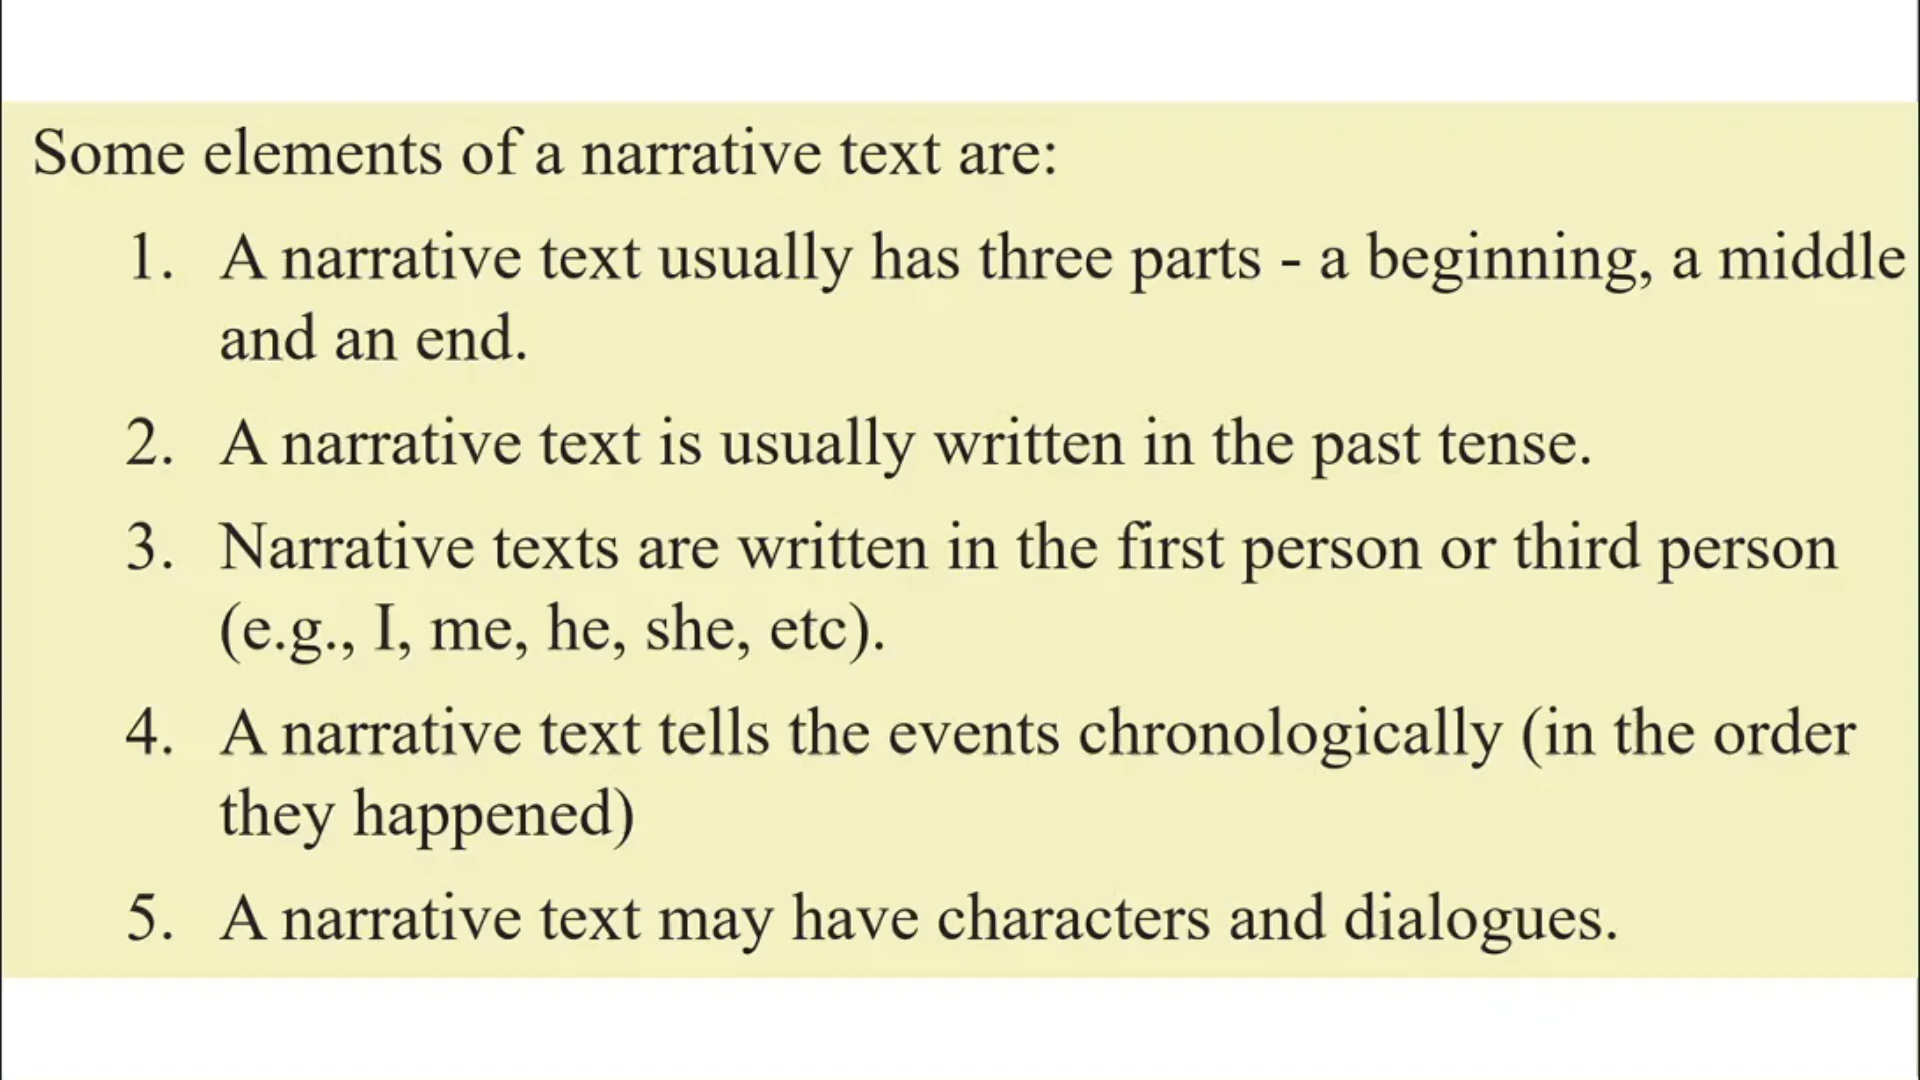 Some elements of a narrative text are:
1. A narrative text usually has three parts - a beginning, a middle
and an end.
2. A narrative text is usually written in the past tense.
3. Narrative texts are written in the first person or third person
(e.g., I, me, he, she, etc).
4. A narrative text tells the events chronologically (in the order
they happened)
5. A narrative text may have characters and dialogues.